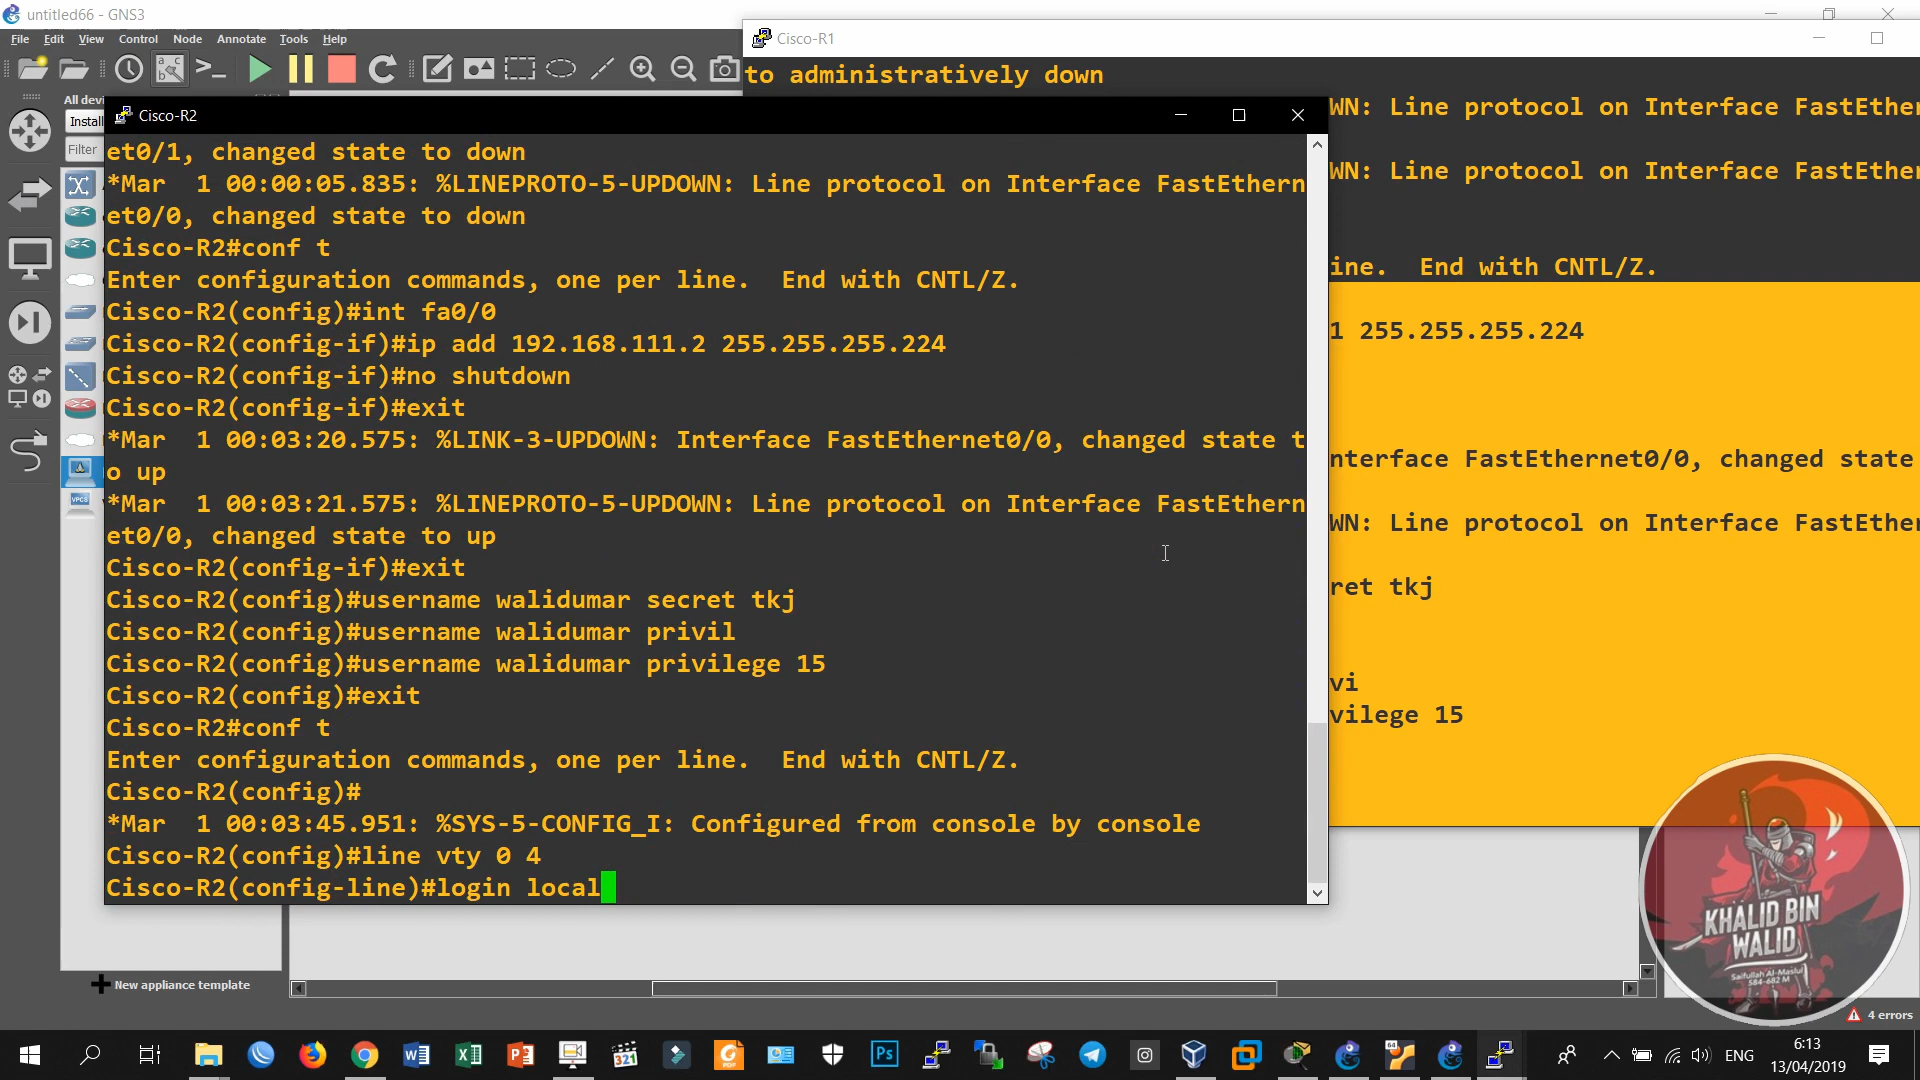 untitled66 - GNS3
File Edit View Control Node Annotate Tools Help
Cisco-R1
to administratively down
All devi
Install
Filter
Cisco-R2
WN: Line protocol on Interface FastEther
WN: Line protocol on Interface FastEther
ine.  End with CNTL/Z.
1 255.255.255.224
nterface FastEthernet0/0, changed state
WN: Line protocol on Interface FastEther
ret tkj
vi
vilege 15
et0/1, changed state to down
*Mar  1 00:00:05.835: %LINEPROTO-5-UPDOWN: Line protocol on Interface FastEthern
et0/0, changed state to down
Cisco-R2#conf t
Enter configuration commands, one per line.  End with CNTL/Z.
Cisco-R2(config)#int fa0/0
Cisco-R2(config-if)#ip add 192.168.111.2 255.255.255.224
Cisco-R2(config-if)#no shutdown
Cisco-R2(config-if)#exit
*Mar  1 00:03:20.575: %LINK-3-UPDOWN: Interface FastEthernet0/0, changed state t
o up
*Mar  1 00:03:21.575: %LINEPROTO-5-UPDOWN: Line protocol on Interface FastEthern
et0/0, changed state to up
Cisco-R2(config-if)#exit
Cisco-R2(config)#username walidumar secret tkj
Cisco-R2(config)#username walidumar privil
Cisco-R2(config)#username walidumar privilege 15
Cisco-R2(config)#exit
Cisco-R2#conf t
Enter configuration commands, one per line.  End with CNTL/Z.
Cisco-R2(config)#
*Mar  1 00:03:45.951: %SYS-5-CONFIG_I: Configured from console by console
Cisco-R2(config)#line vty 0 4
Cisco-R2(config-line)#login local
New appliance template
KHALID BIN
WALID
Saifullah Al-Maslul
584-682 M
4 errors
ENG
6:13
13/04/2019